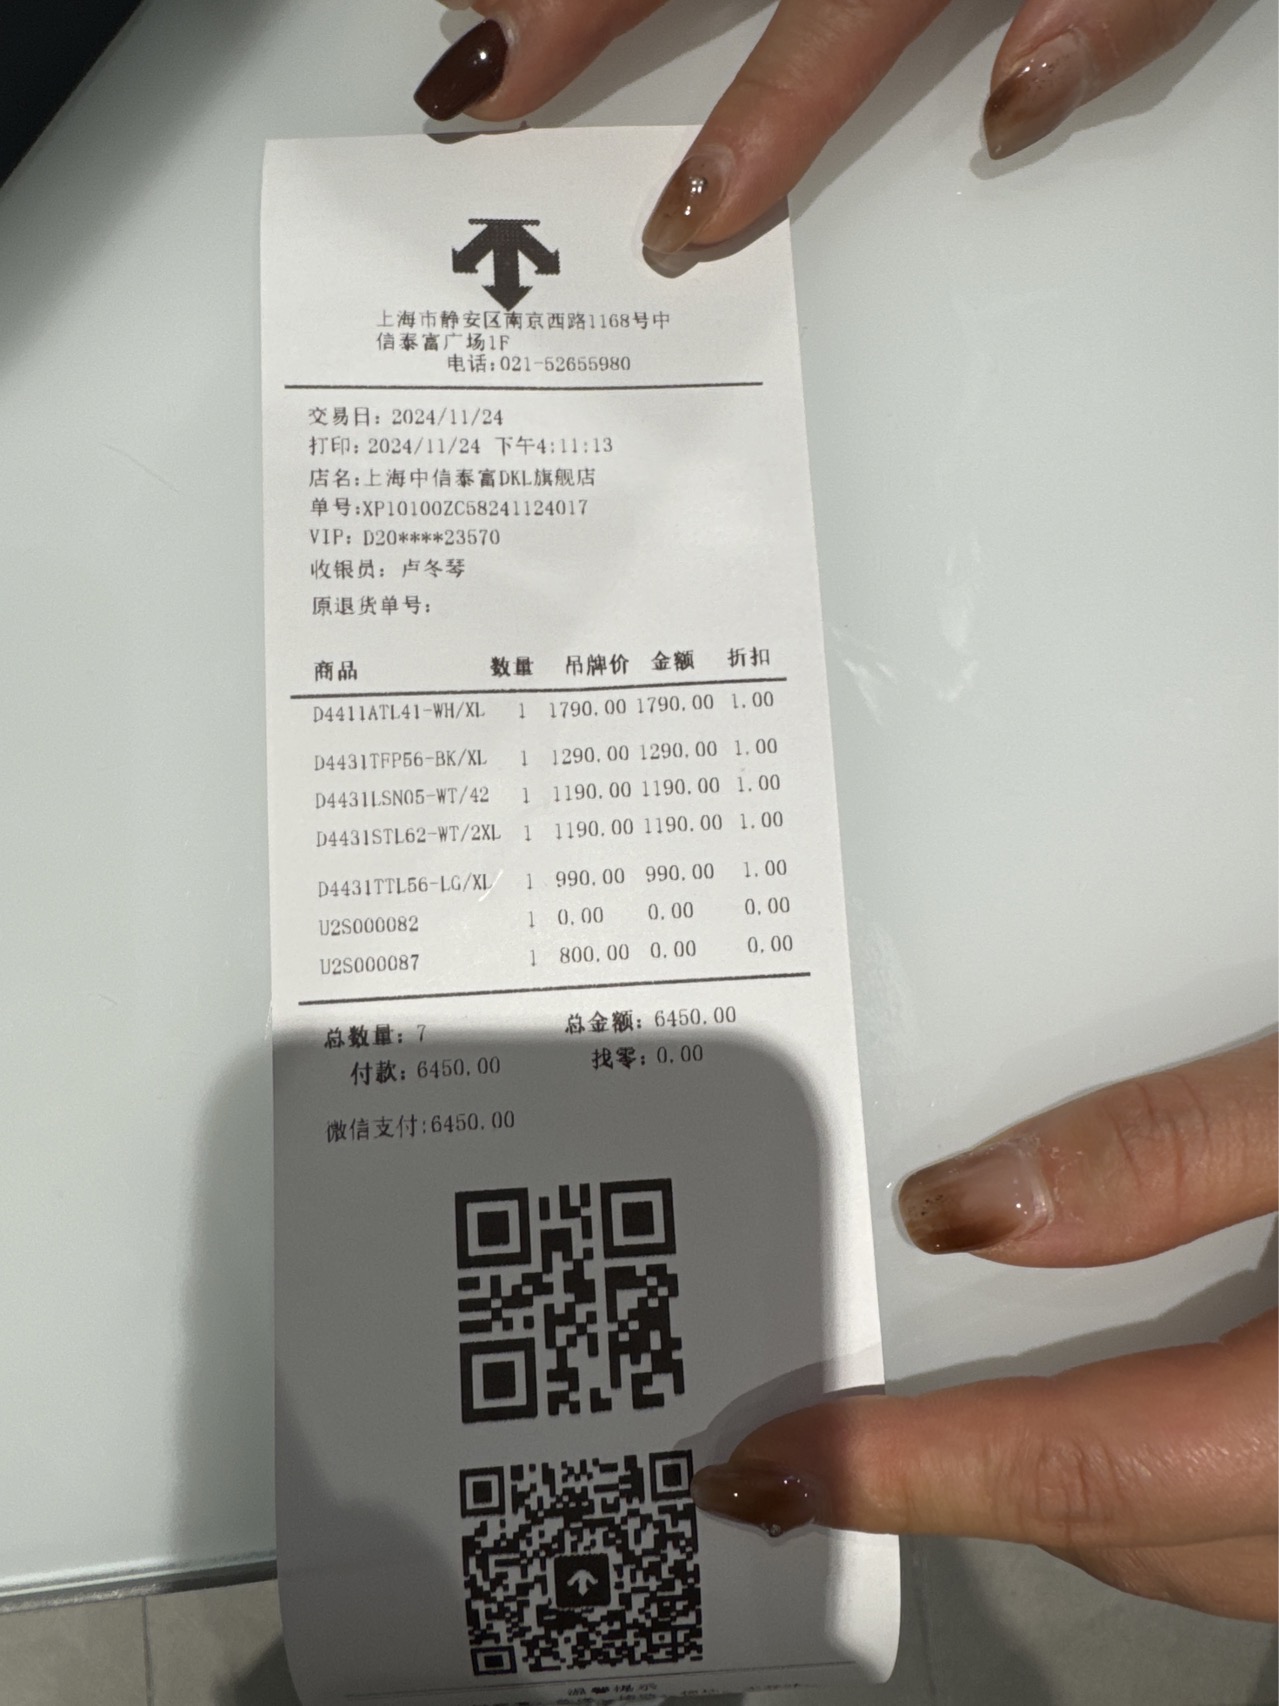 上海市静安区南京西路1168号中
信泰富广场1F
电话:021-52655980
交易日: 2024/11/24
打印: 2024/11/24 下午4:11:13
店名:上海中信泰富DKL旗舰店
单号:XP10100ZC58241124017
VIP: D20****23570
收银员: 卢冬琴
原退货单号:
商品 数量 吊牌价 金额 折扣
D4411ATL41-WH/XL 1 1790.00 1790.00 1.00
D4431TFP56-BK/XL 1 1290.00 1290.00 1.00
D4431LSN05-WT/42 1 1190.00 1190.00 1.00
D4431STL62-WT/2XL 1 1190.00 1190.00 1.00
D4431TTL56-LG/XL 1 990.00 990.00 1.00
U2S000082 1 0.00 0.00 0.00
U2S000087 1 800.00 0.00 0.00
总数量: 7 总金额: 6450.00
付款: 6450.00 找零: 0.00
微信支付:6450.00
温馨提示